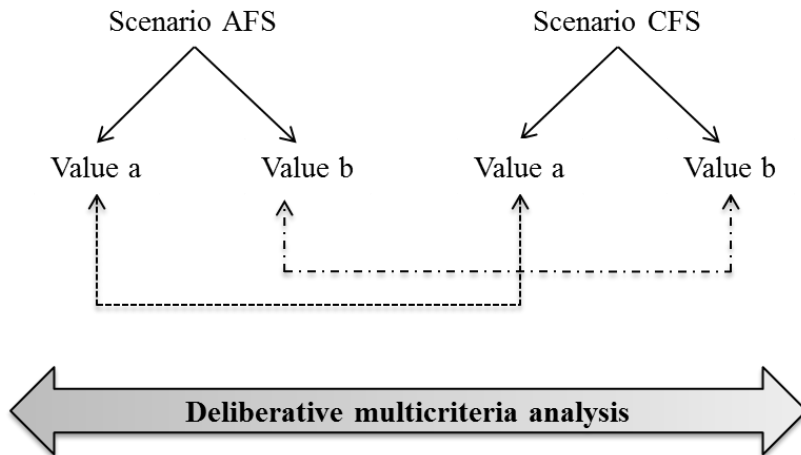 Scenario AFS
Scenario CFS
Value a
Value b
Value a
Value b
Deliberative multicriteria analysis